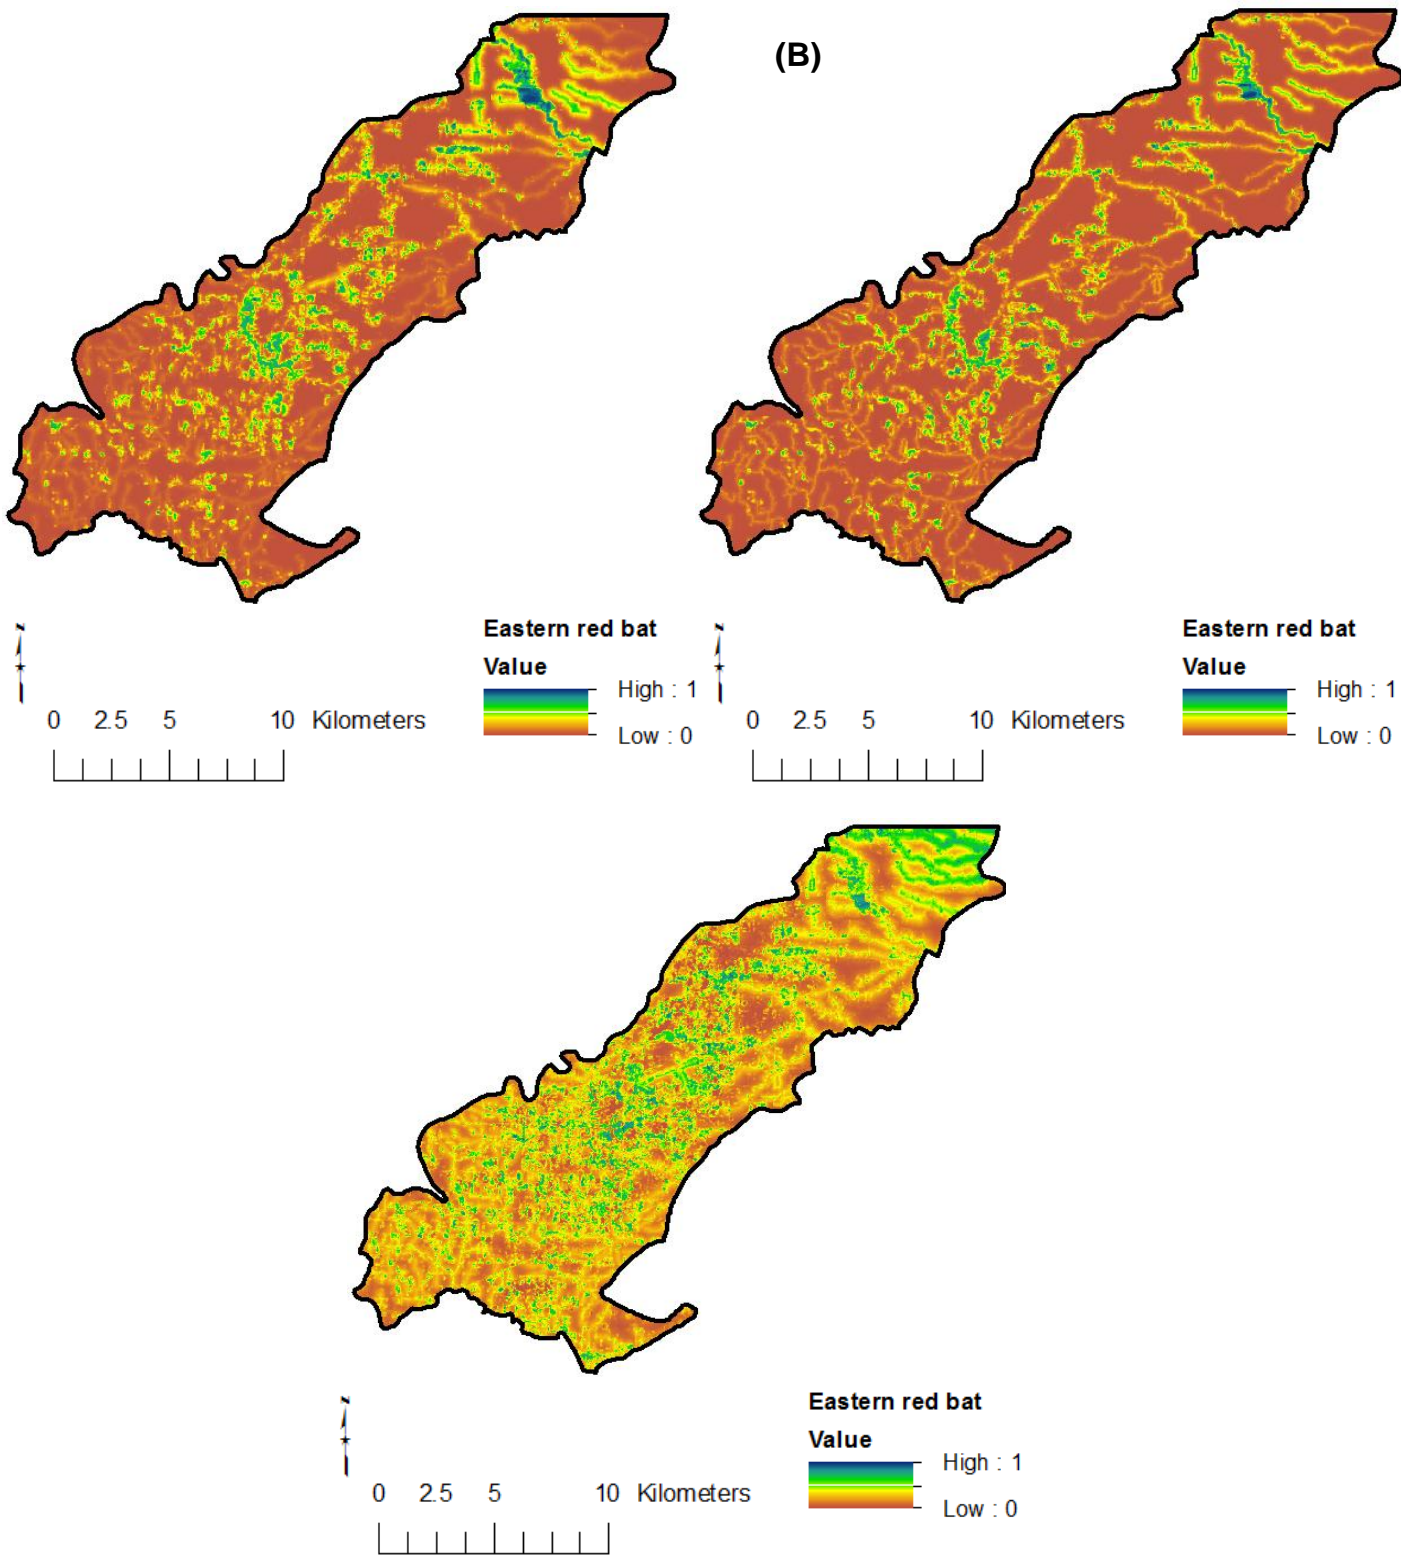 (B)
N
N
Eastern red bat
Value
High : 1
Low : 0
0 2.5 5 10 Kilometers
Eastern red bat
Value
High : 1
Low : 0
0 2.5 5 10 Kilometers
N
Eastern red bat
Value
High : 1
Low : 0
0 2.5 5 10 Kilometers